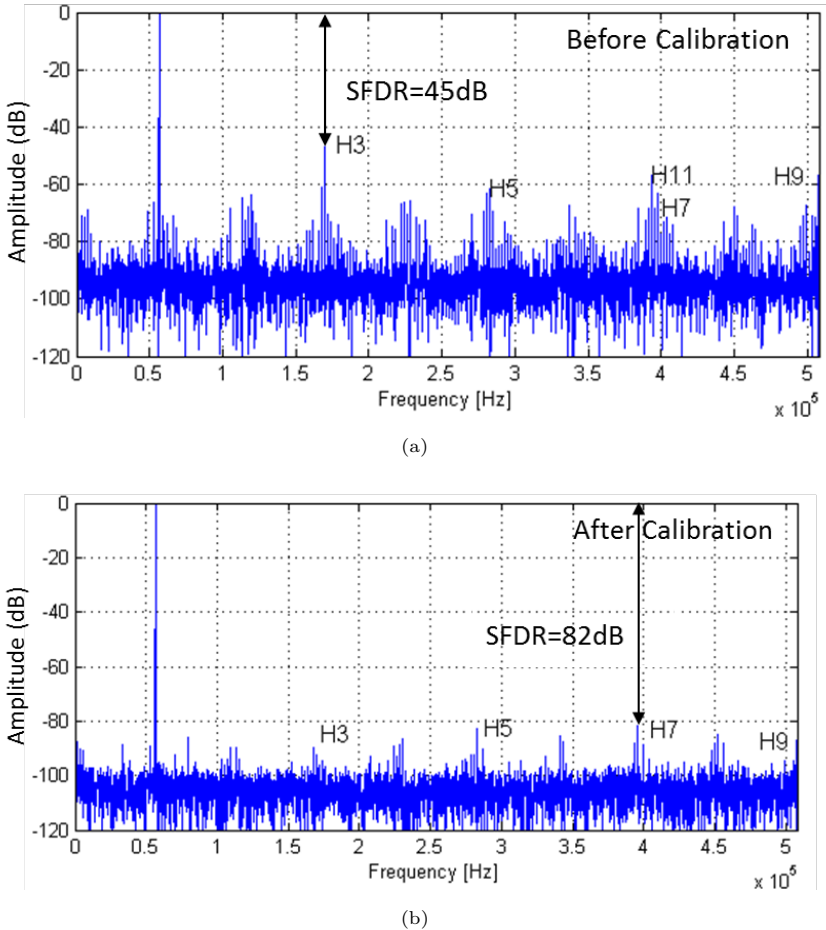 Before Calibration
SFDR=45dB
H3
H5
H11
H7
H9
Amplitude (dB)
0
-20
-40
-60
-80
-100
-120
0 0.5 1 1.5 2 2.5 3 3.5 4 4.5 5
Frequency [Hz]
x 10^5
(a)
After Calibration
SFDR=82dB
H3
H5
H7
H9
Amplitude (dB)
0
-20
-40
-60
-80
-100
-120
0 0.5 1 1.5 2 2.5 3 3.5 4 4.5 5
Frequency [Hz]
x 10^5
(b)